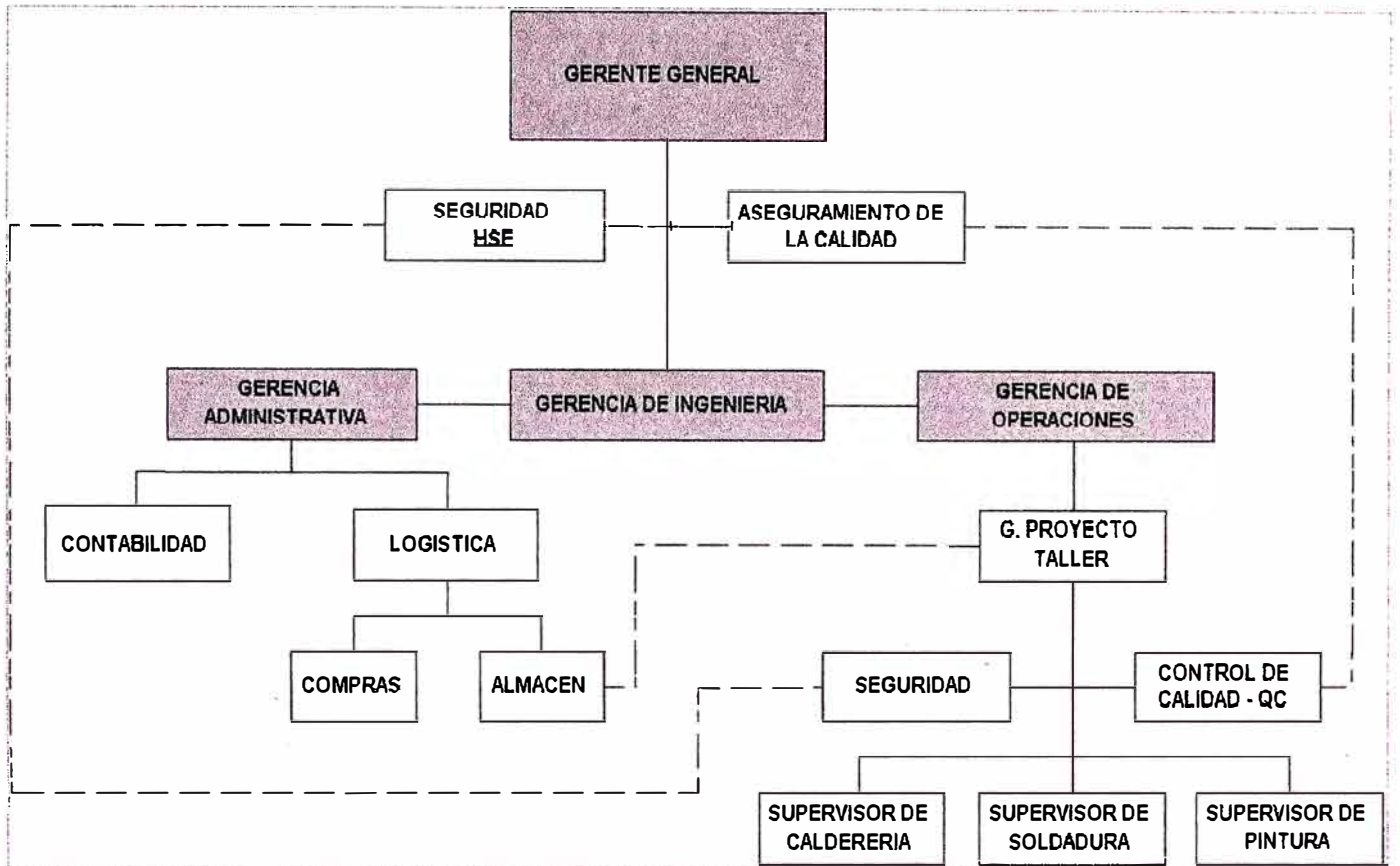 GERENTE GENERAL
SEGURIDAD
HSE
ASEGURAMIENTO DE
LA CALIDAD
GERENCIA
ADMINISTRATIVA
GERENCIA DE INGENIERIA
GERENCIA DE
OPERACIONES
CONTABILIDAD
LOGISTICA
G. PROYECTO
TALLER
COMPRAS
ALMACEN
SEGURIDAD
CONTROL DE
CALIDAD - QC
SUPERVISOR DE
CALDERERIA
SUPERVISOR DE
SOLDADURA
SUPERVISOR DE
PINTURA